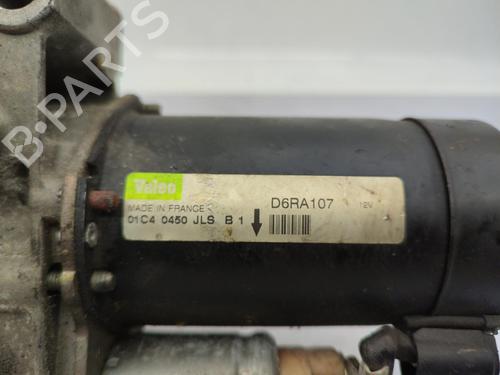 B-PARTS
Valeo
MADE IN FRANCE
01C4 0450 JLS B 1
D6RA107
12V